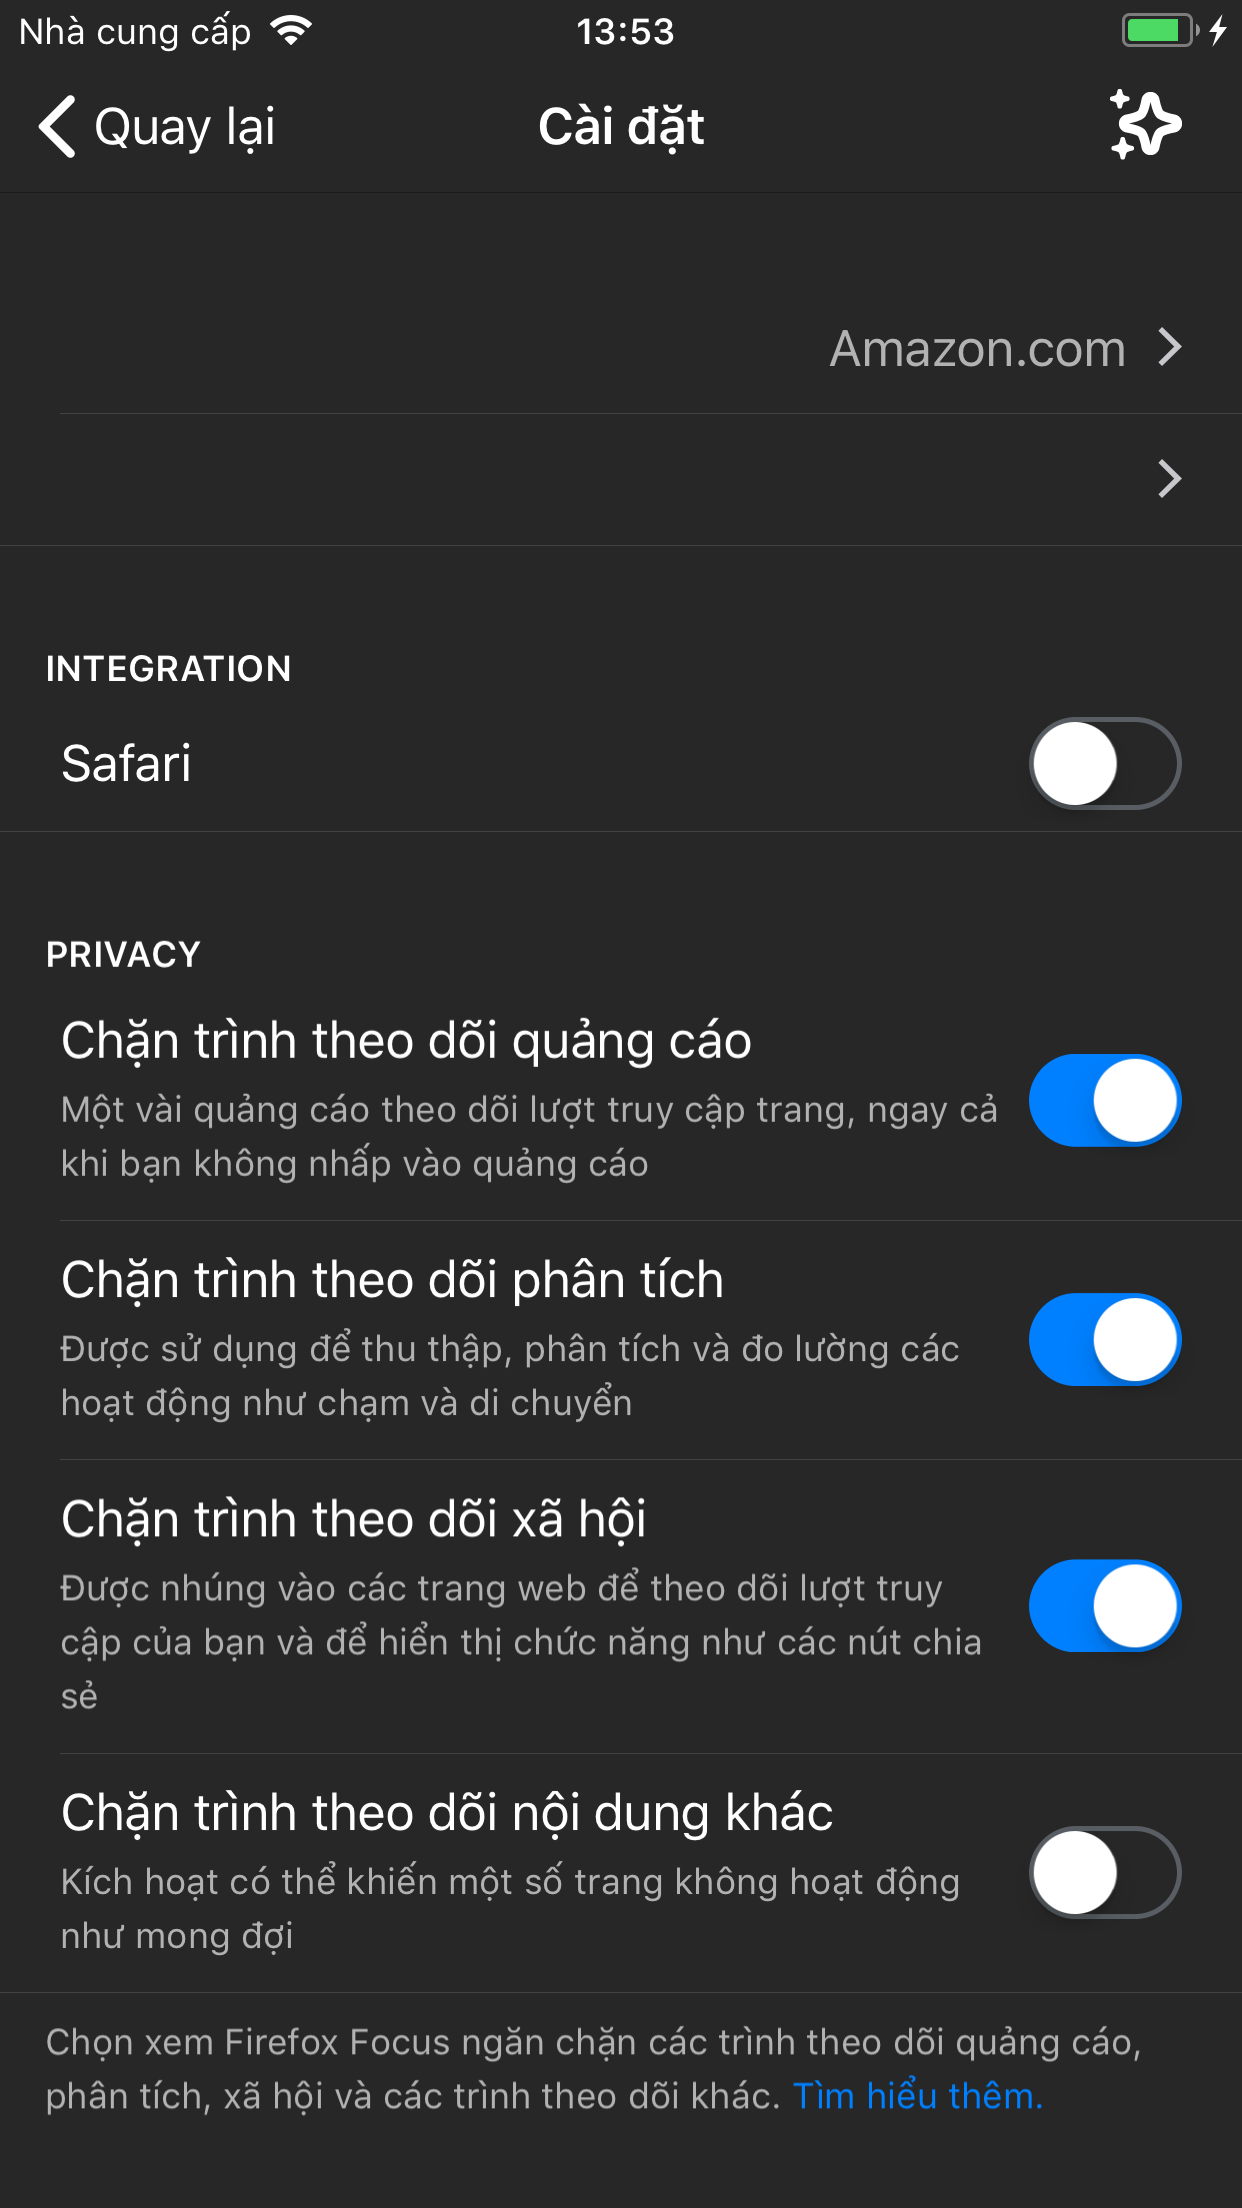 Nhà cung cấp
13:53
Quay lại
Cài đặt
Amazon.com
INTEGRATION
Safari
PRIVACY
Chặn trình theo dõi quảng cáo
Một vài quảng cáo theo dõi lượt truy cập trang, ngay cả
khi bạn không nhấp vào quảng cáo
Chặn trình theo dõi phân tích
Được sử dụng để thu thập, phân tích và đo lường các
hoạt động như chạm và di chuyển
Chặn trình theo dõi xã hội
Được nhúng vào các trang web để theo dõi lượt truy
cập của bạn và để hiển thị chức năng như các nút chia
sẻ
Chặn trình theo dõi nội dung khác
Kích hoạt có thể khiến một số trang không hoạt động
như mong đợi
Chọn xem Firefox Focus ngăn chặn các trình theo dõi quảng cáo,
phân tích, xã hội và các trình theo dõi khác. Tìm hiểu thêm.